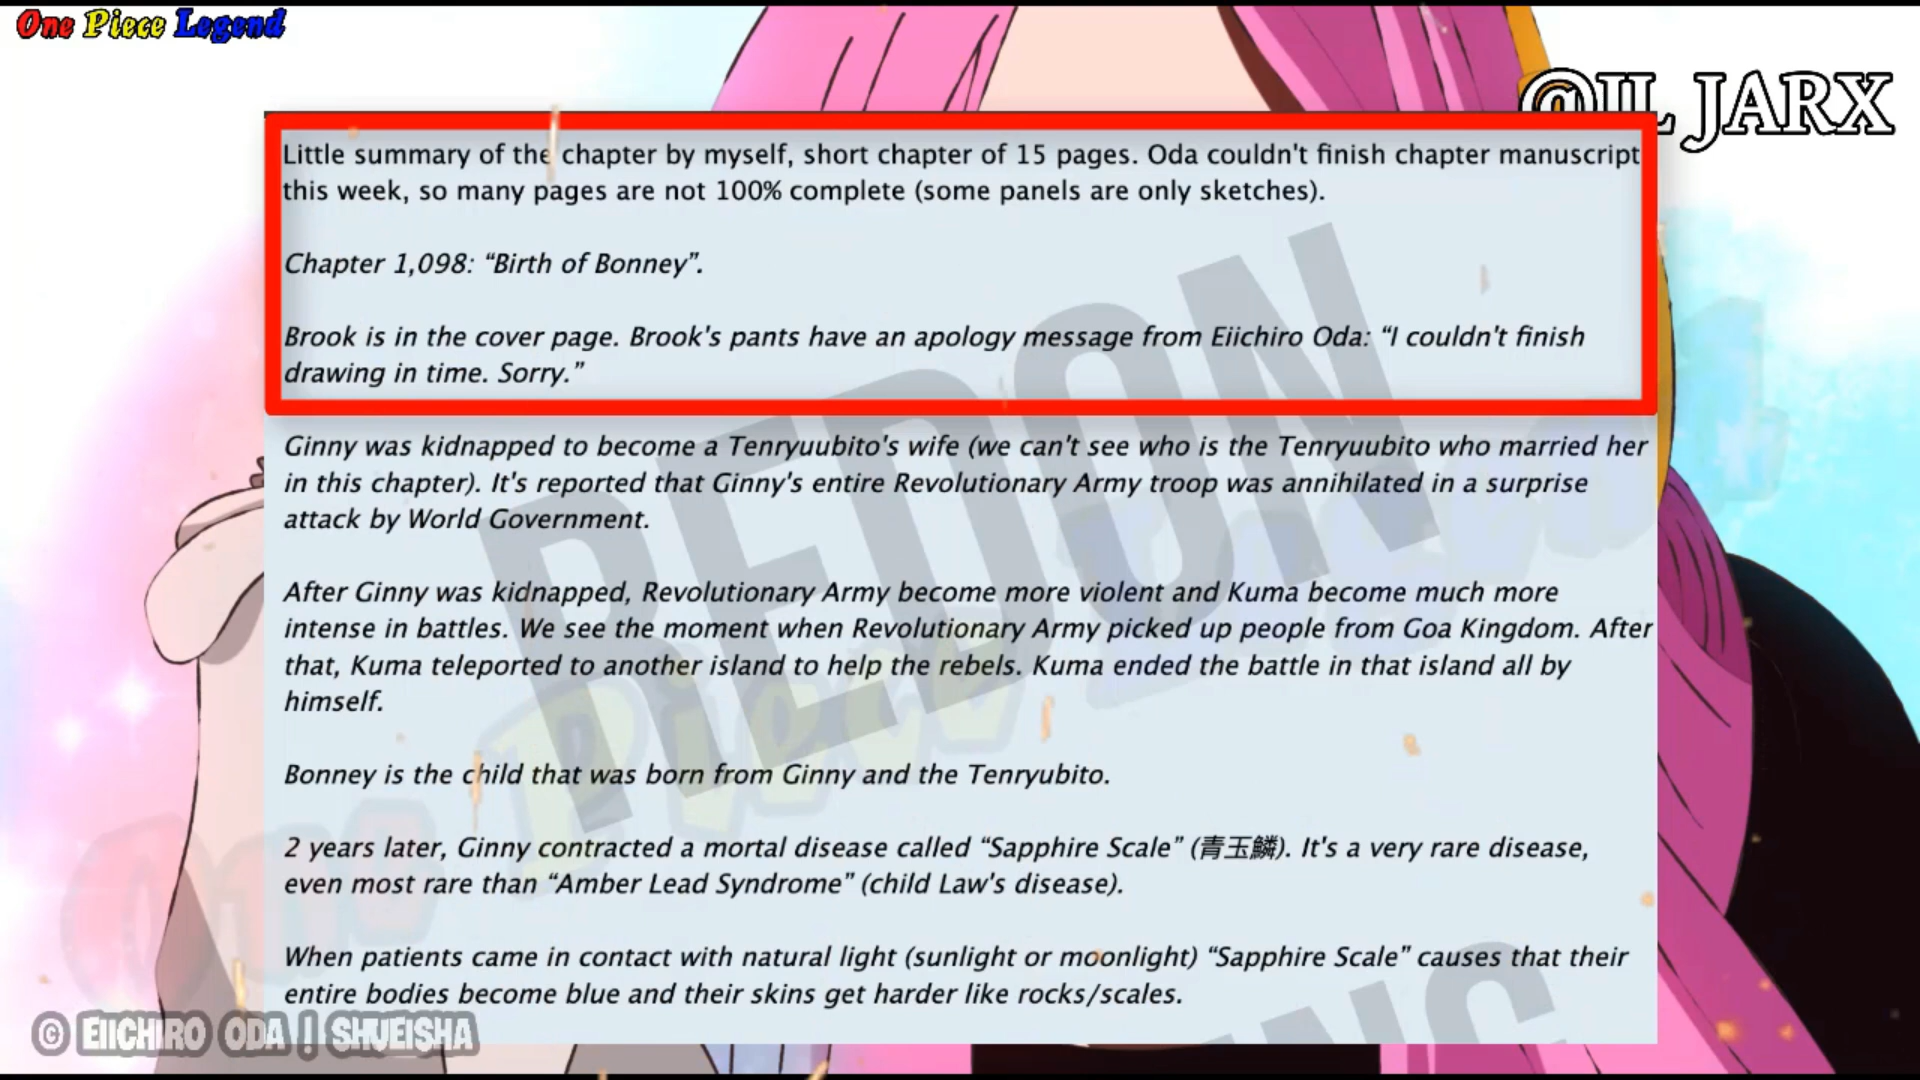 One Piece Legend
@IL JARX
Little summary of the chapter by myself, short chapter of 15 pages. Oda couldn't finish chapter manuscript
this week, so many pages are not 100% complete (some panels are only sketches).
Chapter 1,098: “Birth of Bonney”.
Brook is in the cover page. Brook's pants have an apology message from Eiichiro Oda: “I couldn't finish
drawing in time. Sorry.”
Ginny was kidnapped to become a Tenryuubito's wife (we can't see who is the Tenryuubito who married her
in this chapter). It's reported that Ginny's entire Revolutionary Army troop was annihilated in a surprise
attack by World Government.
After Ginny was kidnapped, Revolutionary Army become more violent and Kuma become much more
intense in battles. We see the moment when Revolutionary Army picked up people from Goa Kingdom. After
that, Kuma teleported to another island to help the rebels. Kuma ended the battle in that island all by
himself.
Bonney is the child that was born from Ginny and the Tenryubito.
2 years later, Ginny contracted a mortal disease called “Sapphire Scale” (青玉鱗). It's a very rare disease,
even most rare than “Amber Lead Syndrome” (child Law's disease).
When patients came in contact with natural light (sunlight or moonlight) “Sapphire Scale” causes that their
entire bodies become blue and their skins get harder like rocks/scales.
REDON
One Piece Legend
© EIICHIRO ODA | SHUEISHA